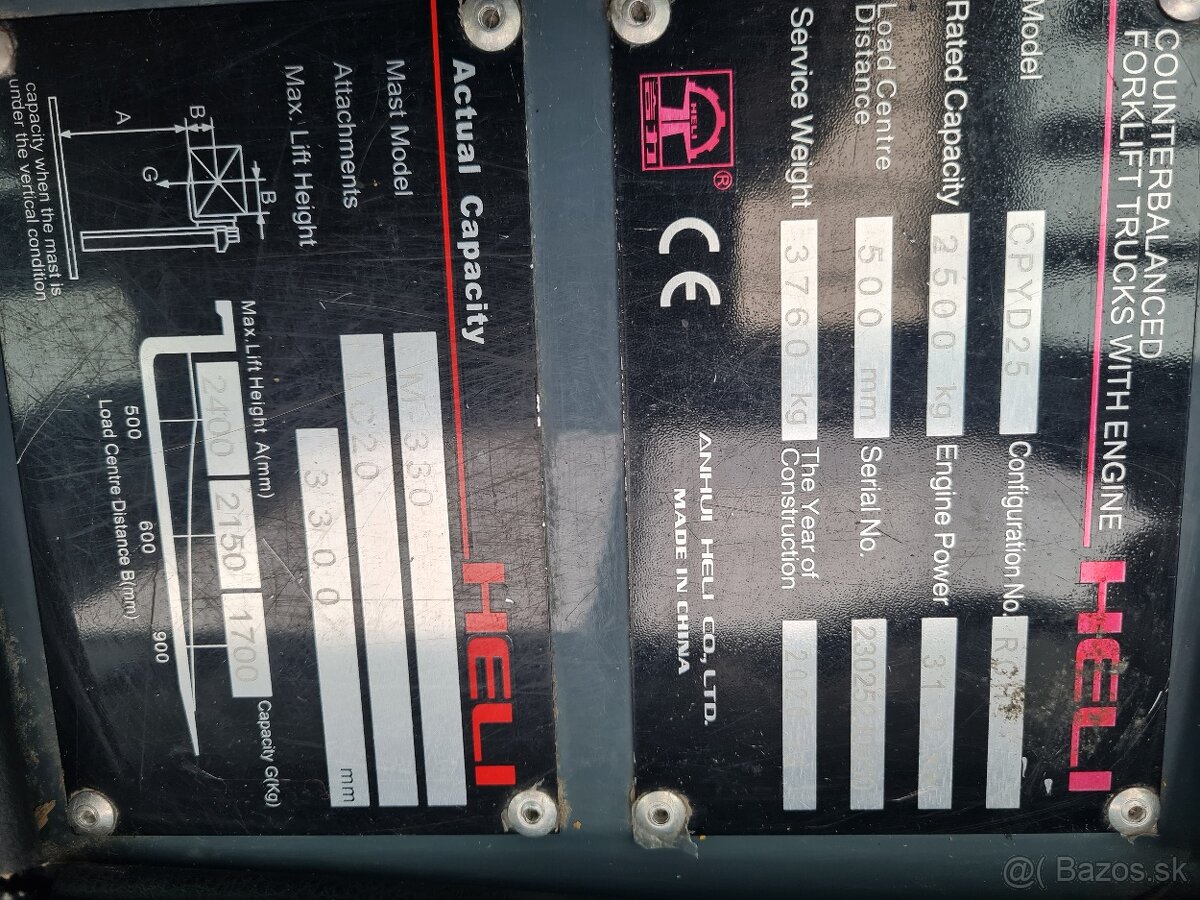 COUNTERBALANCED
FORKLIFT TRUCKS WITH ENGINE
HELI
Model CPYD25 Configuration No.
Rated Capacity 2500 kg Engine Power
Load Centre
Distance 500 mm Serial No.
Service Weight 3760 kg The Year of
Construction
HELI
®
CE
ANHUI HELI CO., LTD.
MADE IN CHINA
Actual Capacity
HELI
Mast Model M330
Attachments AC20
Max. Lift Height 3300 mm
Max. Lift Height A(mm)
2400 2150 1700
Capacity G(Kg)
500 600 900
Load Centre Distance B(mm)
A
B
B
G
capacity when the mast is
under the vertical condition
@( Bazos.sk